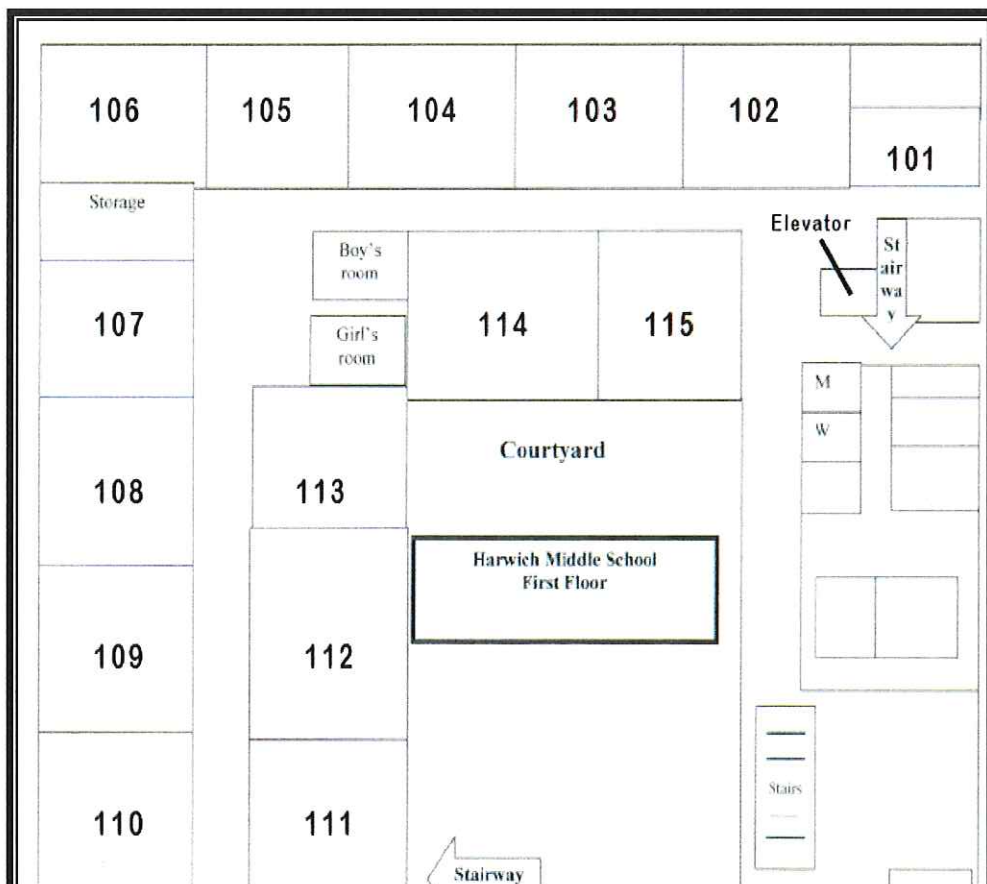 106
105
104
103
102
101
Storage
Boy's
room
Elevator
St
air
wa
y
107
Girl's
room
114
115
M
W
Courtyard
108
113
Harwich Middle School
First Floor
109
112
Stairs
110
111
Stairway